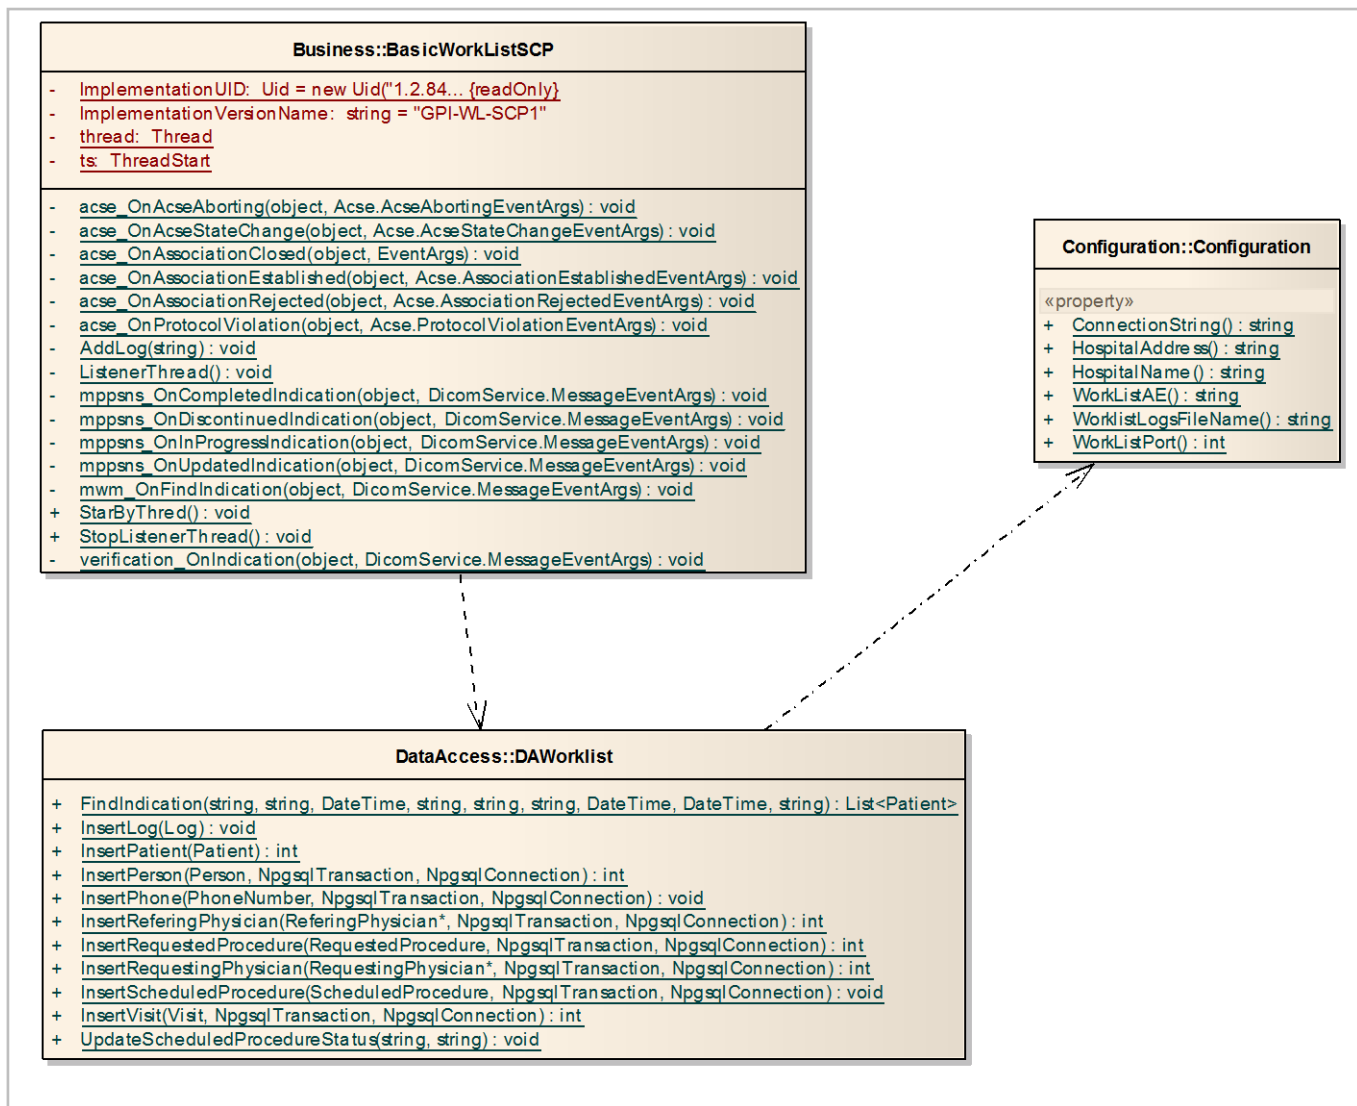 Business::BasicWorkListSCP
- ImplementationUID: Uid = new Uid("1.2.84... {readOnly}
- ImplementationVersionName: string = "GPI-WL-SCP1"
- thread: Thread
- ts: ThreadStart
- acse_OnAcseAborting(object, Acse.AcseAbortingEventArgs) : void
- acse_OnAcseStateChange(object, Acse.AcseStateChangeEventArgs) : void
- acse_OnAssociationClosed(object, EventArgs) : void
- acse_OnAssociationEstablished(object, Acse.AssociationEstablishedEventArgs) : void
- acse_OnAssociationRejected(object, Acse.AssociationRejectedEventArgs) : void
- acse_OnProtocolViolation(object, Acse.ProtocolViolationEventArgs) : void
- AddLog(string) : void
- ListenerThread() : void
- mppsns_OnCompletedIndication(object, DicomService.MessageEventArgs) : void
- mppsns_OnDiscontinuedIndication(object, DicomService.MessageEventArgs) : void
- mppsns_OnInProgressIndication(object, DicomService.MessageEventArgs) : void
- mppsns_OnUpdatedIndication(object, DicomService.MessageEventArgs) : void
- mwm_OnFindIndication(object, DicomService.MessageEventArgs) : void
+ StarByThred() : void
+ StopListenerThread() : void
- verification_OnIndication(object, DicomService.MessageEventArgs) : void
Configuration::Configuration
«property»
+ ConnectionString() : string
+ HospitalAddress() : string
+ HospitalName() : string
+ WorkListAE() : string
+ WorklistLogsFileName() : string
+ WorkListPort() : int
DataAccess::DAWorklist
+ FindIndication(string, string, DateTime, string, string, string, DateTime, DateTime, string) : List<Patient>
+ InsertLog(Log) : void
+ InsertPatient(Patient) : int
+ InsertPerson(Person, NpgsqlTransaction, NpgsqlConnection) : int
+ InsertPhone(PhoneNumber, NpgsqlTransaction, NpgsqlConnection) : void
+ InsertReferingPhysician(ReferingPhysician*, NpgsqlTransaction, NpgsqlConnection) : int
+ InsertRequestedProcedure(RequestedProcedure, NpgsqlTransaction, NpgsqlConnection) : int
+ InsertRequestingPhysician(RequestingPhysician*, NpgsqlTransaction, NpgsqlConnection) : int
+ InsertScheduledProcedure(ScheduledProcedure, NpgsqlTransaction, NpgsqlConnection) : void
+ InsertVisit(Visit, NpgsqlTransaction, NpgsqlConnection) : int
+ UpdateScheduledProcedureStatus(string, string) : void